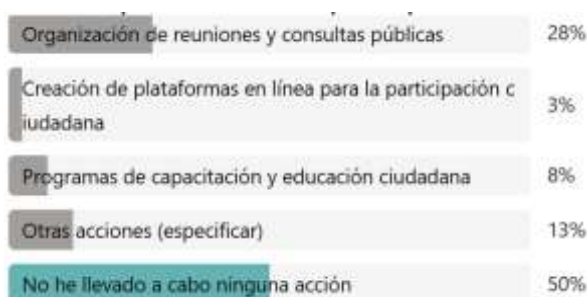 Organización de reuniones y consultas públicas 28%
Creación de plataformas en línea para la participación c
iudadana 3%
Programas de capacitación y educación ciudadana 8%
Otras acciones (especificar) 13%
No he llevado a cabo ninguna acción 50%